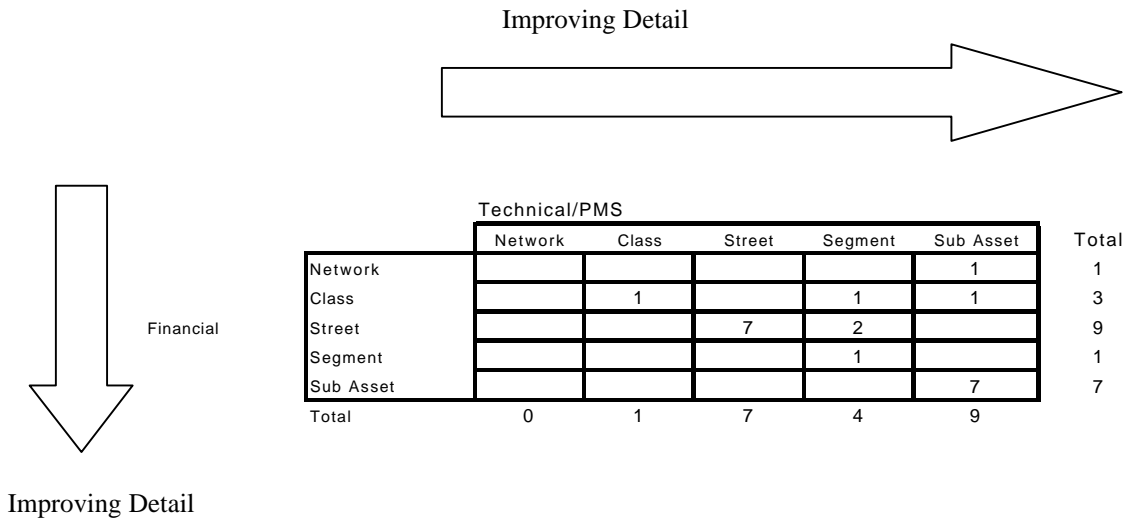 Improving Detail
Technical/PMS
Network Class Street Segment Sub Asset Total
Network 1 1
Class 1 1 1 3
Financial Street 7 2 9
Segment 1 1
Sub Asset 7 7
Total 0 1 7 4 9
Improving Detail